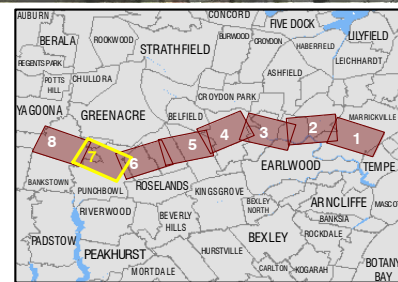 AUBURN
CONCORD
FIVE DOCK
BERALA
ROOKWOOD
STRATHFIELD
BURWOOD
CROYDON
HABERFIELD
LILYFIELD
REGENTS PARK
LEICHHARDT
POTTS
HILL
CHULLORA
ASHFIELD
CROYDON PARK
YAGOONA
GREENACRE
BELFIELD
MARRICKVILLE
8
7
6
5
4
3
2
1
EARLWOOD
TEMPE
BANKSTOWN
PUNCHBOWL
ROSELANDS
KINGSGROVE
RIVERWOOD
BEVERLY
HILLS
BEXLEY
NORTH
ARNCLIFFE
MASCO
BANKSIA
PADSTOW
BEXLEY
ROCKDALE
PEAKHURST
HURSTVILLE
BOTANY
BAY
MORTDALE
CARLTON
KOGARAH